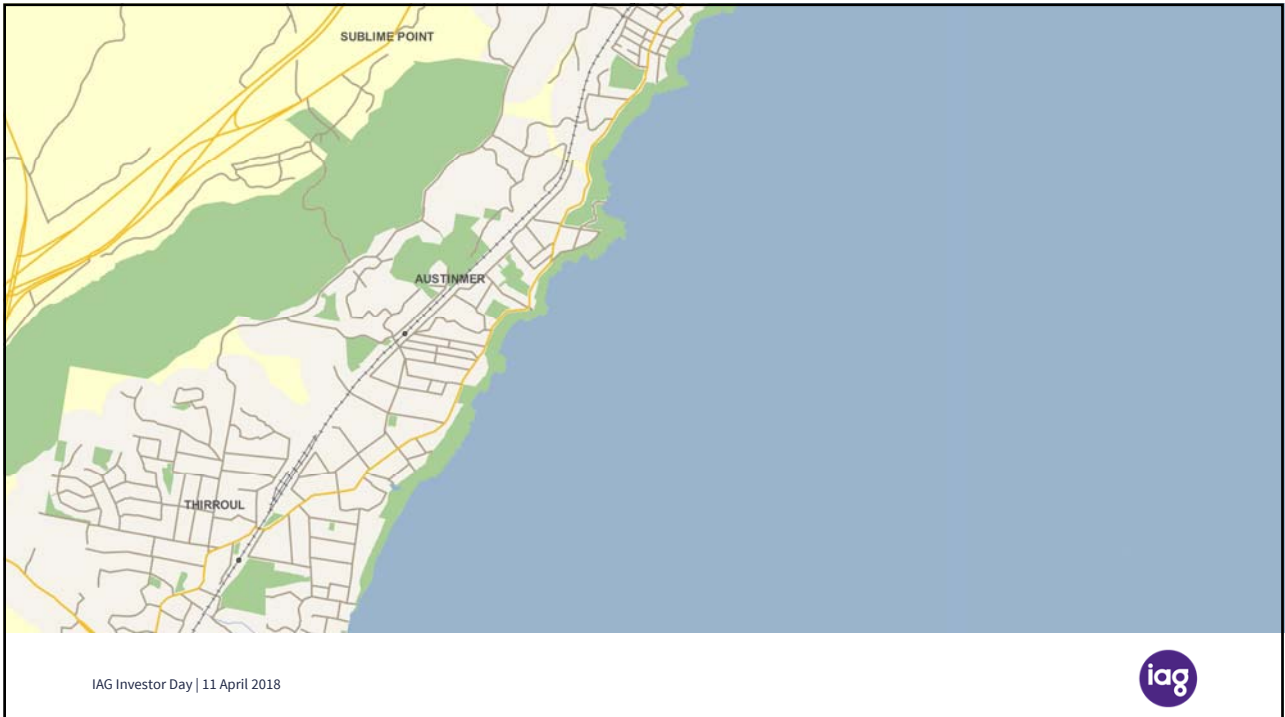 SUBLIME POINT
AUSTINMER
THIRROUL
IAG Investor Day | 11 April 2018
iag